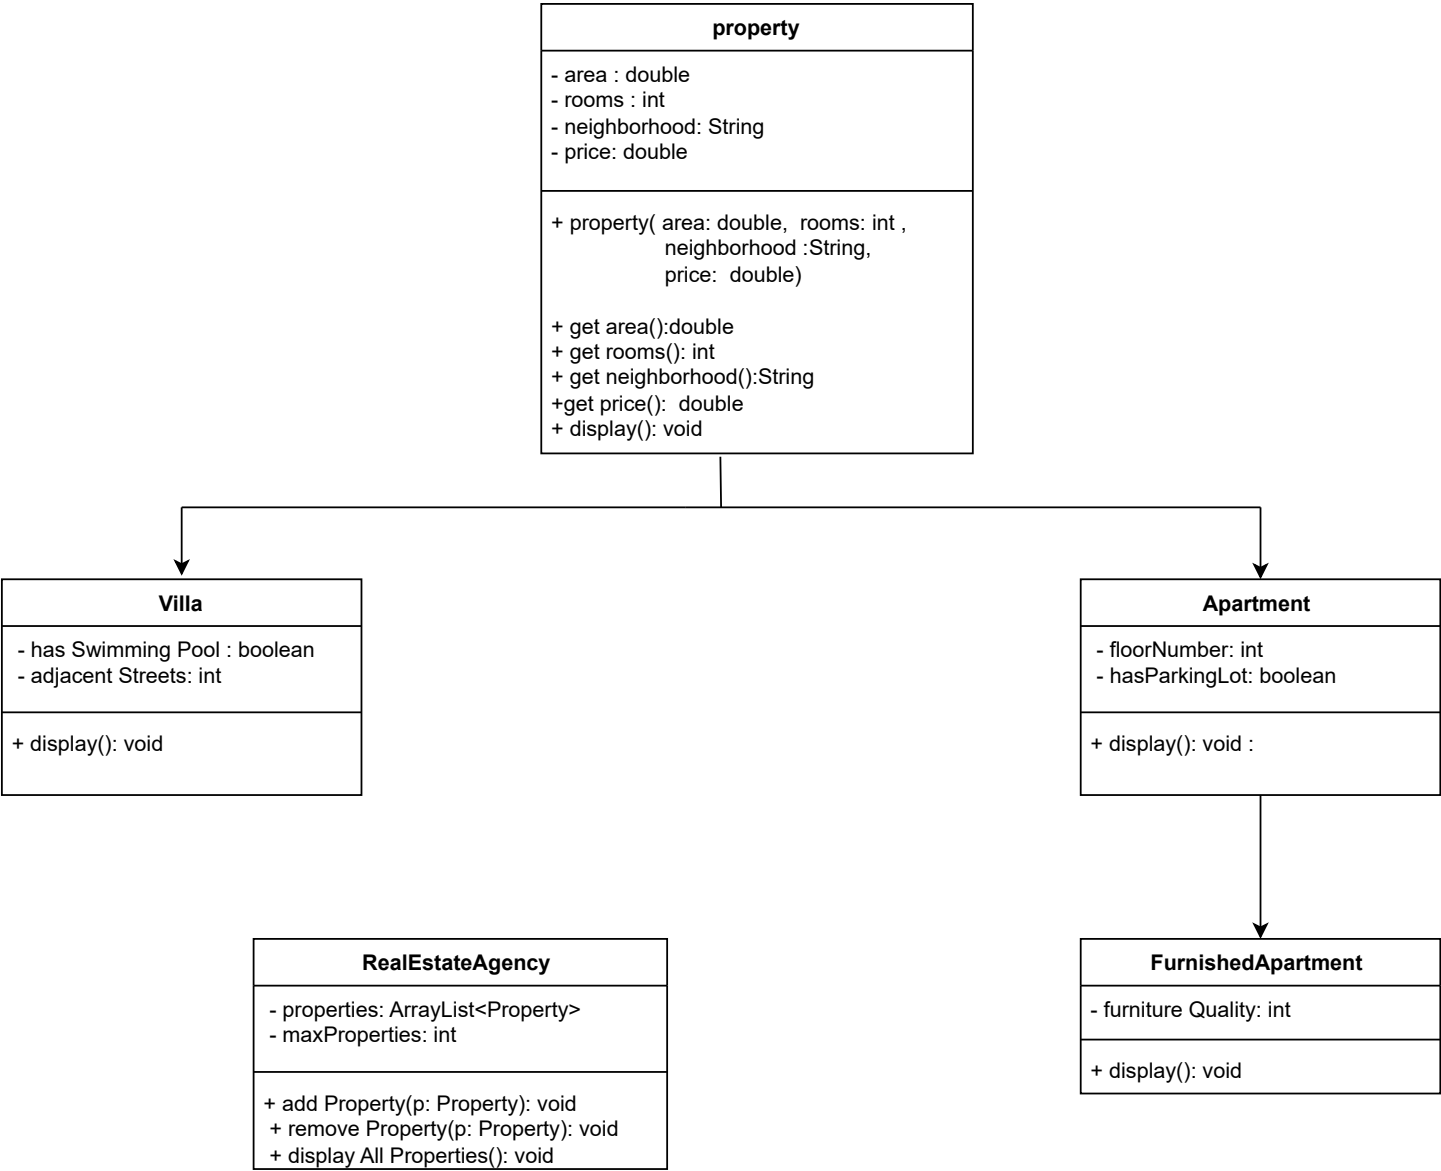 property
- area : double
- rooms : int
- neighborhood: String
- price: double
+ property( area: double,  rooms: int ,
neighborhood :String,
price:  double)
+ get area():double
+ get rooms(): int
+ get neighborhood():String
+get price():  double
+ display(): void
Villa
- has Swimming Pool : boolean
- adjacent Streets: int
+ display(): void
Apartment
- floorNumber: int
- hasParkingLot: boolean
+ display(): void :
RealEstateAgency
- properties: ArrayList<Property>
- maxProperties: int
+ add Property(p: Property): void
+ remove Property(p: Property): void
+ display All Properties(): void
FurnishedApartment
- furniture Quality: int
+ display(): void